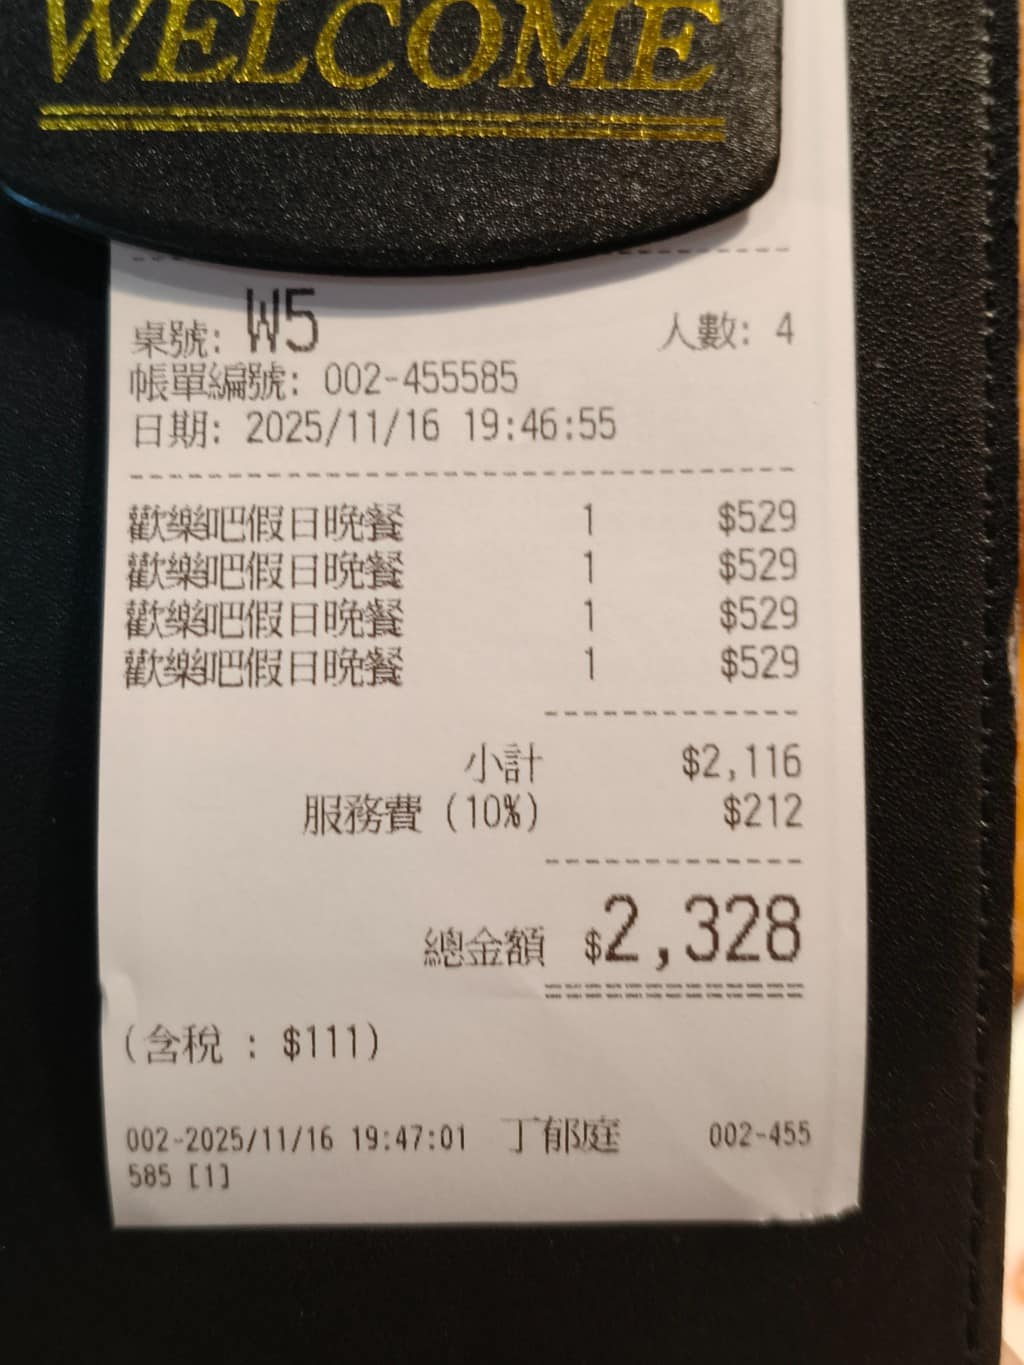 WELCOME
桌號: W5 人數: 4
帳單編號: 002-455585
日期: 2025/11/16 19:46:55
歡樂吧假日晚餐 1 $529
歡樂吧假日晚餐 1 $529
歡樂吧假日晚餐 1 $529
歡樂吧假日晚餐 1 $529
小計 $2,116
服務費 (10%) $212
總金額 $2,328
(含稅 : $111)
002-2025/11/16 19:47:01 丁郁庭 002-455
585 [1]